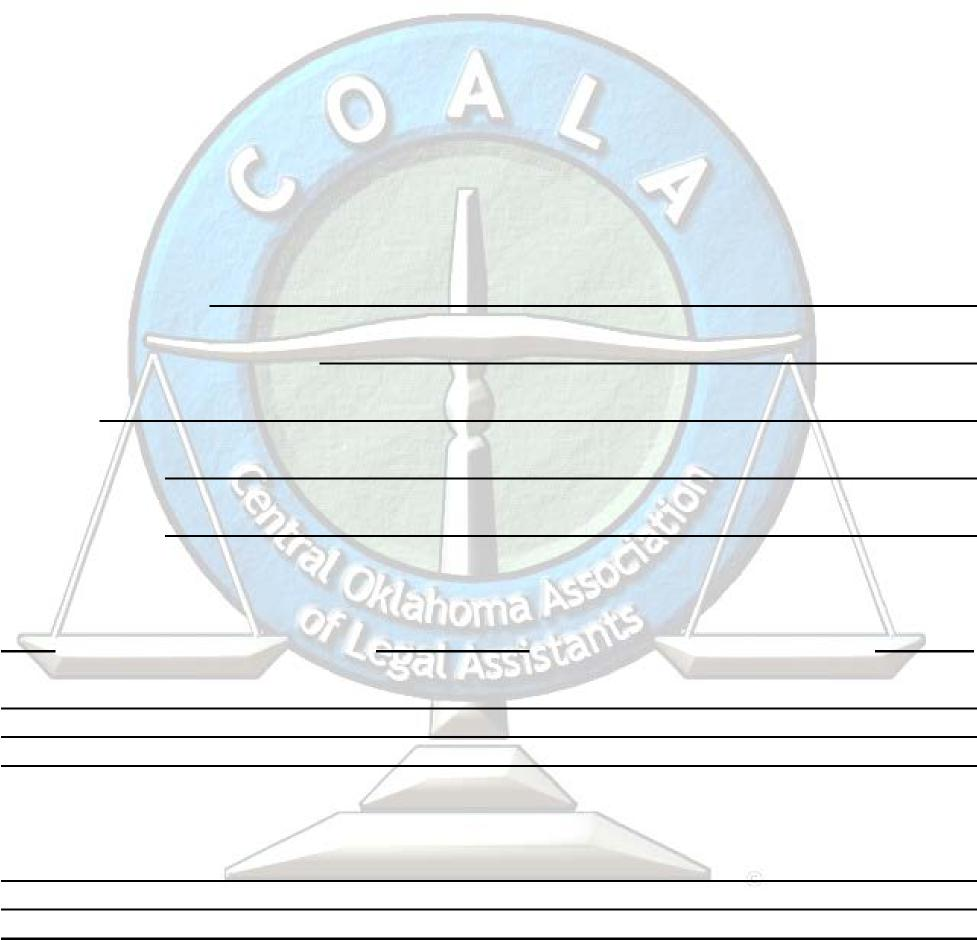 COALA
Central Oklahoma Association
of Legal Assistants
©